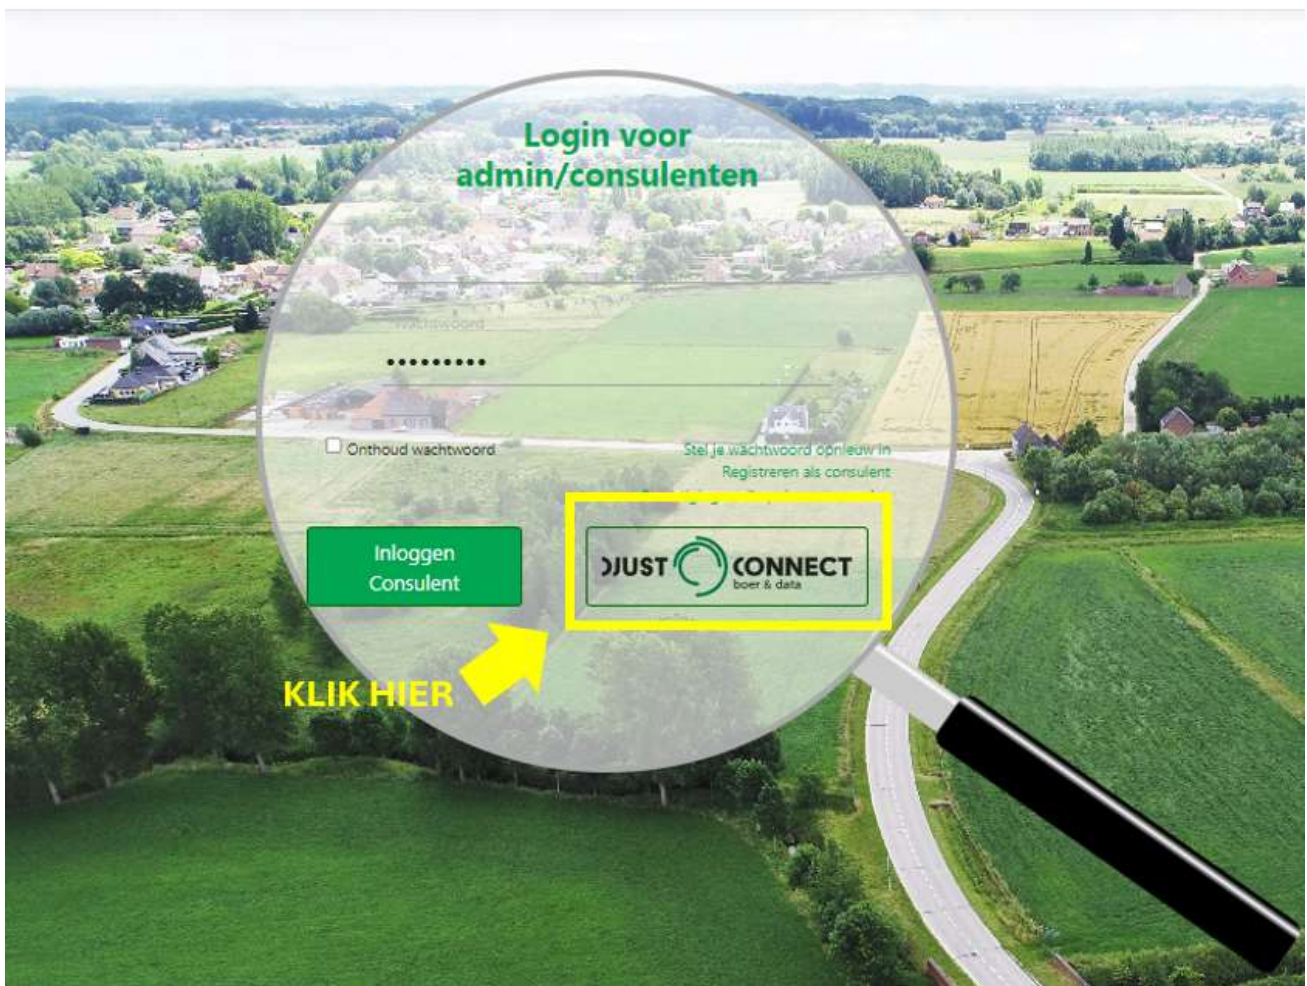 Login voor
admin/consulenten
Wachtwoord
•••••••••
Onthoud wachtwoord
Stel je wachtwoord opnieuw in
Registreren als consulent
Inloggen
Consulent
DJUST CONNECT
boer & data
KLIK HIER